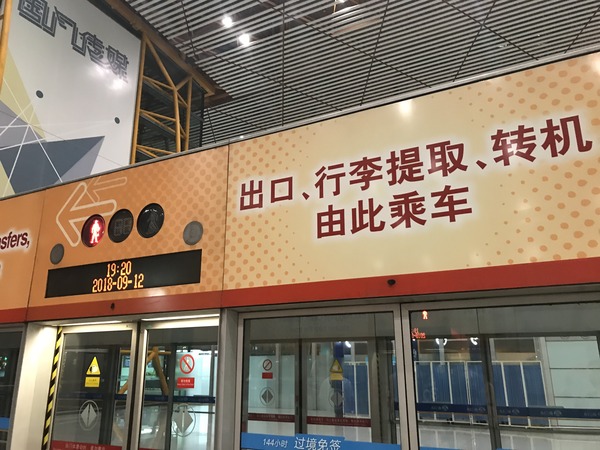 国门传媒
出口、行李提取、转机
由此乘车
sfers,
19:20
2018-09-12
144小时 过境免签